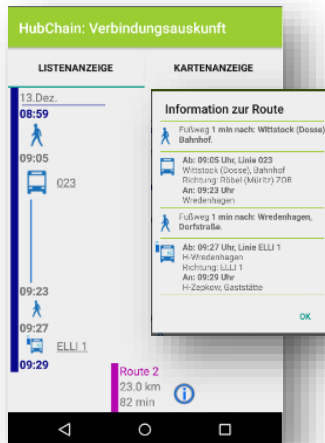 HubChain: Verbindungsauskunft
LISTENANZEIGE
KARTENANZEIGE
13.Dez.
08:59
09:05
023
09:23
09:27
ELLI 1
09:29
Route 2
23.0 km
82 min
Information zur Route
Fußweg 1 min nach: Wittstock (Dosse),
Bahnhof.
Ab: 09:05 Uhr, Linie 023
Wittstock (Dosse), Bahnhof
Richtung: Röbel (Müritz) ZOB
An: 09:23 Uhr
Wredenhagen
Fußweg 1 min nach: Wredenhagen,
Dorfstraße.
Ab: 09:27 Uhr, Linie ELLI 1
H-Wredenhagen
Richtung: ELLI 1
An: 09:29 Uhr
H-Zepkow, Gaststätte
OK